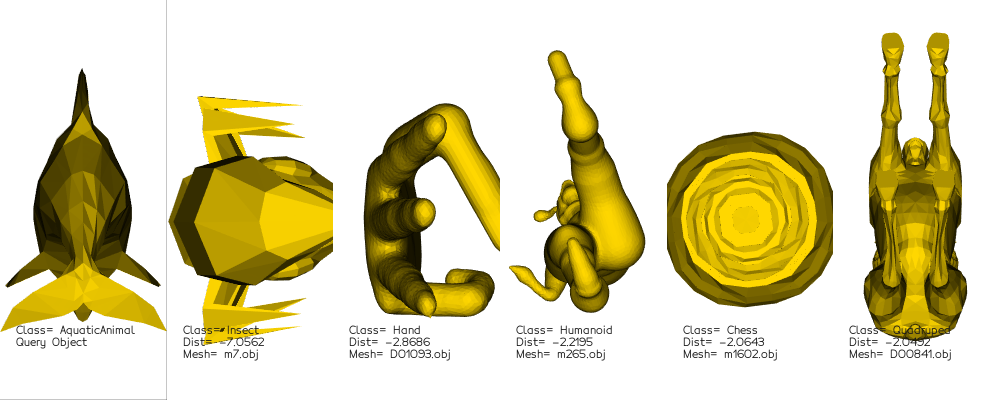 Class= AquaticAnimal
Query Object
Class= Insect
Dist= -7.0562
Mesh= m7.obj
Class= Hand
Dist= -2.8686
Mesh= D01093.obj
Class= Humanoid
Dist= -2.2195
Mesh= m265.obj
Class= Chess
Dist= -2.0643
Mesh= m1602.obj
Class= Quadruped
Dist= -2.0492
Mesh= D00841.obj